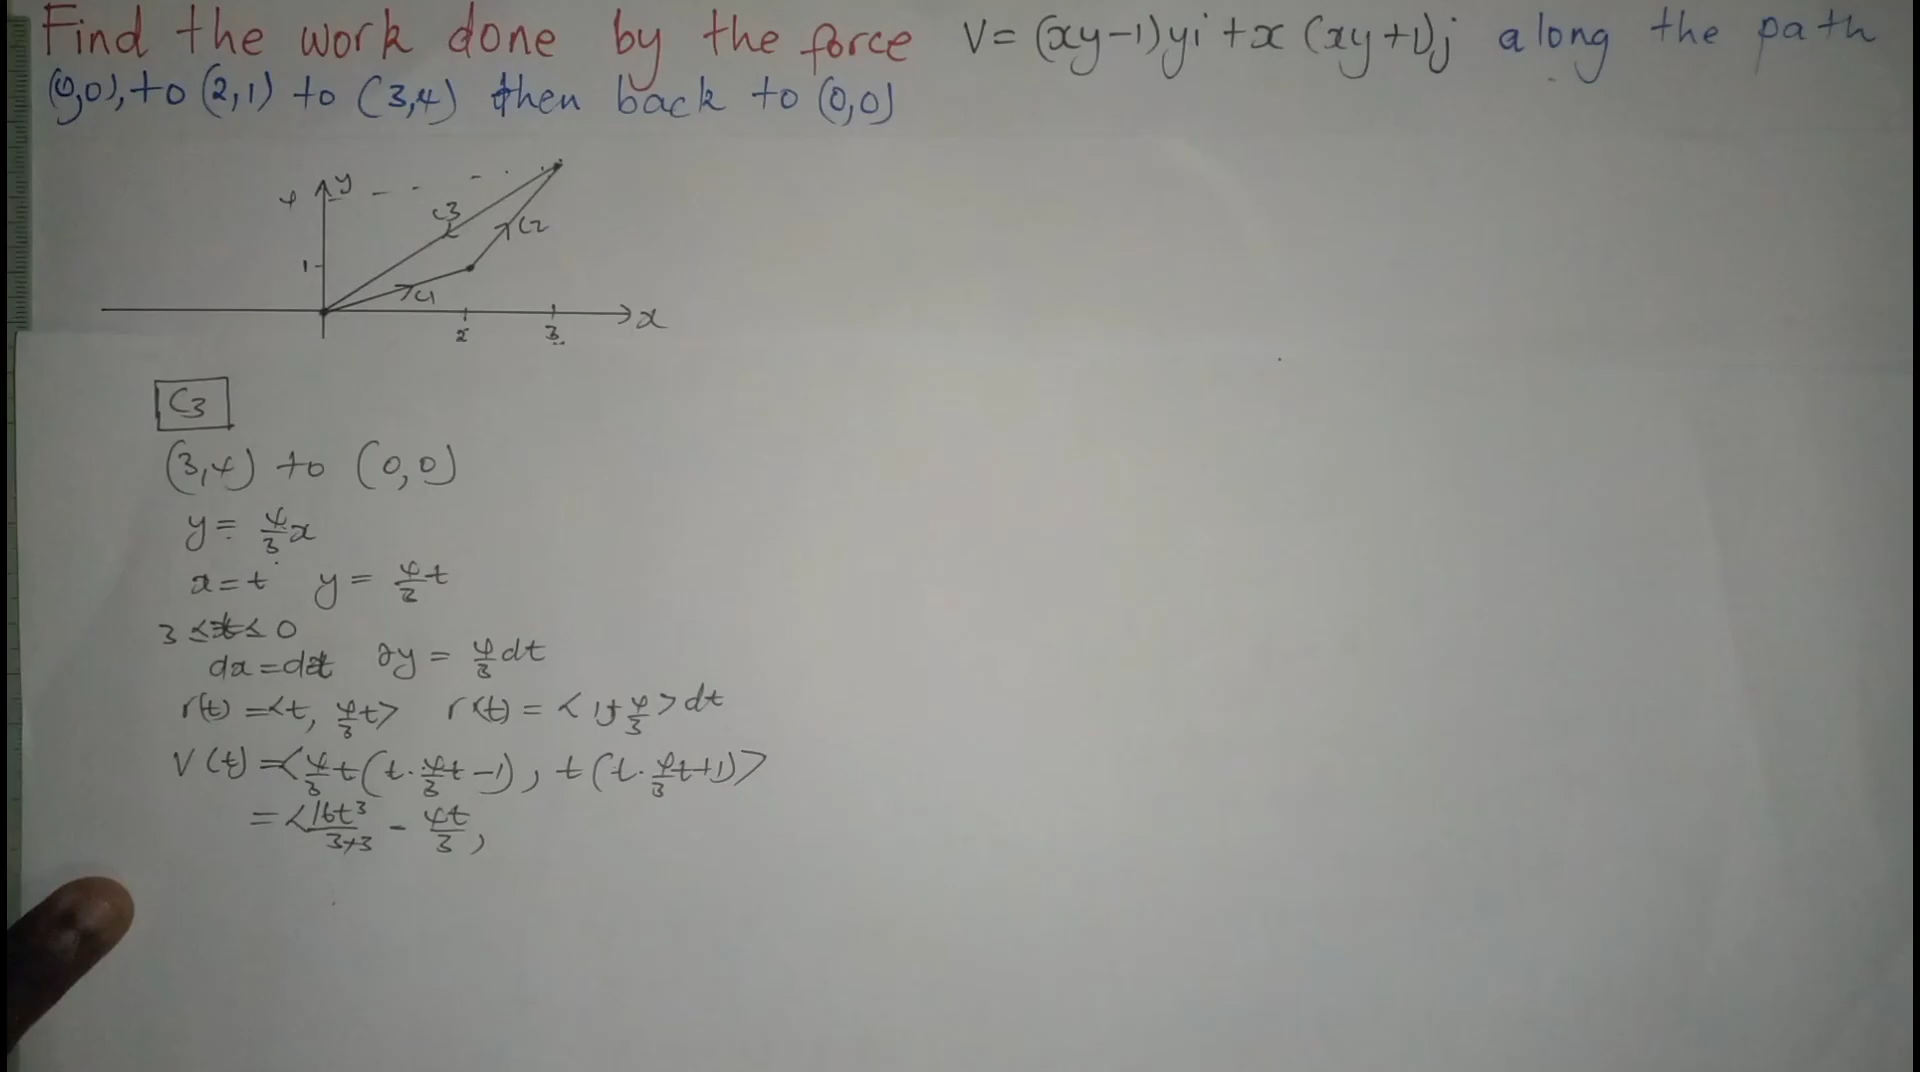 Find the work done by the force V= (xy-1)yi+x (xy+1)j along the path
(0,0), to (2,1) to (3,4) then back to (0,0)
4 y
C3
C2
1
C1
x
2 3
C3
(3,4) to (0,0)
y= 4/3 x
x=t y = 4/3 t
3 ≤ t ≤ 0
dx=dt dy = 4/3 dt
r(t) =<t, 4/3 t> r'(t) = < 1, 4/3 > dt
V(t) =<4/3 t(t·4/3 t-1), t(t·4/3 t+1)>
= <16t³/3*3 - 4t/3,